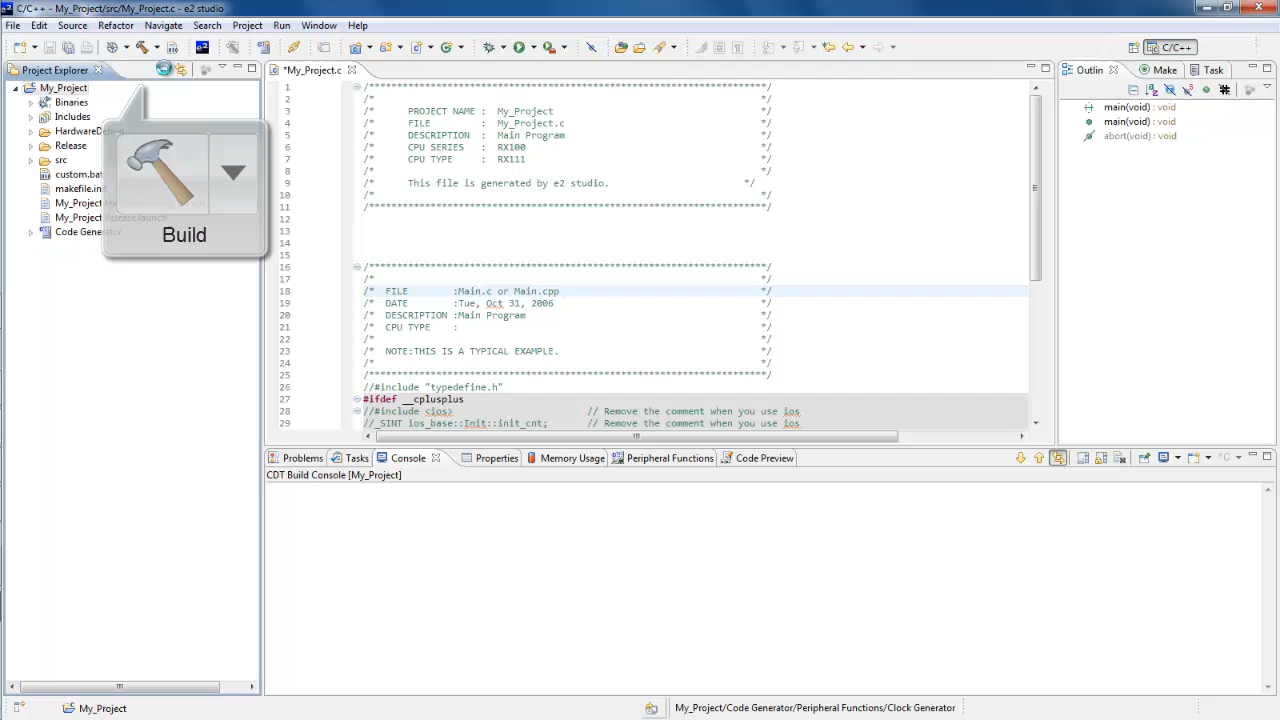 C/C++ - My_Project/src/My_Project.c - e2 studio
File Edit Source Refactor Navigate Search Project Run Window Help
e2
C/C++
Project Explorer
*My_Project.c
Outlin
Make
Task
My_Project
Binaries
Includes
HardwareDe
Release
src
custom.bat
makefile.in
My_Project
My_Project Release.launch
Code Generator
Build
1 /************************************************************************/
2 /* */
3 /* PROJECT NAME : My_Project */
4 /* FILE : My_Project.c */
5 /* DESCRIPTION : Main Program */
6 /* CPU SERIES : RX100 */
7 /* CPU TYPE : RX111 */
8 /* */
9 /* This file is generated by e2 studio. */
10 /* */
11 /************************************************************************/
12
13
14
15
16 /************************************************************************/
17 /* */
18 /* FILE :Main.c or Main.cpp */
19 /* DATE :Tue, Oct 31, 2006 */
20 /* DESCRIPTION :Main Program */
21 /* CPU TYPE : */
22 /* */
23 /* NOTE:THIS IS A TYPICAL EXAMPLE. */
24 /* */
25 /************************************************************************/
26 //#include "typedefine.h"
27 #ifdef __cplusplus
28 //#include <ios> // Remove the comment when you use ios
29 //_SINT ios_base::Init::init_cnt; // Remove the comment when you use ios
main(void) : void
main(void) : void
abort(void) : void
Problems Tasks Console Properties Memory Usage Peripheral Functions Code Preview
CDT Build Console [My_Project]
My_Project
My_Project/Code Generator/Peripheral Functions/Clock Generator